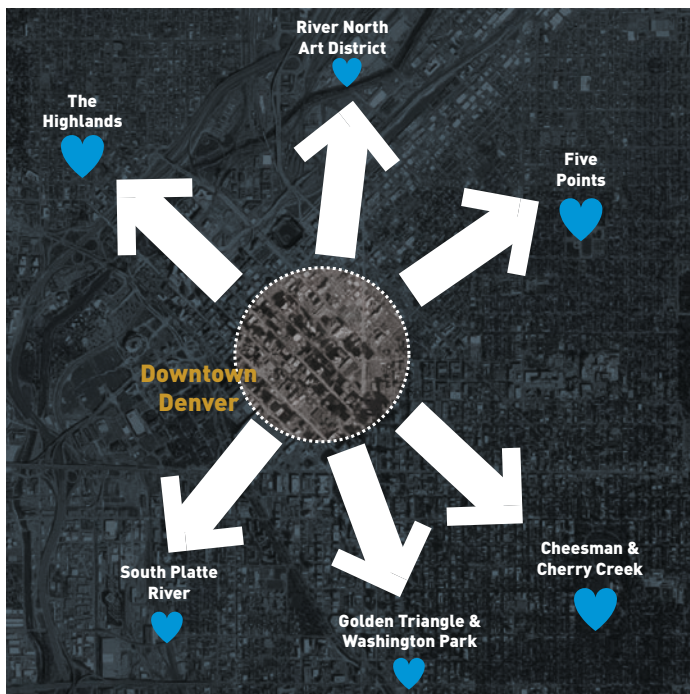 River North
Art District
The
Highlands
Five
Points
Downtown
Denver
Cheesman &
Cherry Creek
South Platte
River
Golden Triangle &
Washington Park